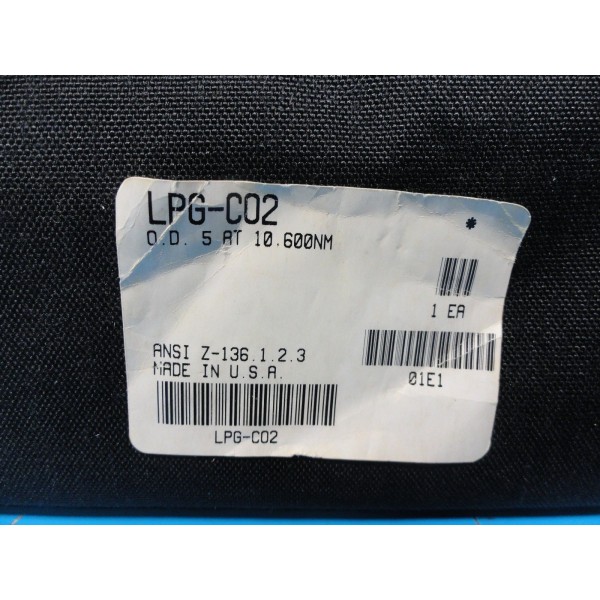 LPG-CO2
O.D. 5 AT 10.600NM
*
1 EA
ANSI Z-136.1.2.3
MADE IN U.S.A.
01E1
LPG-CO2